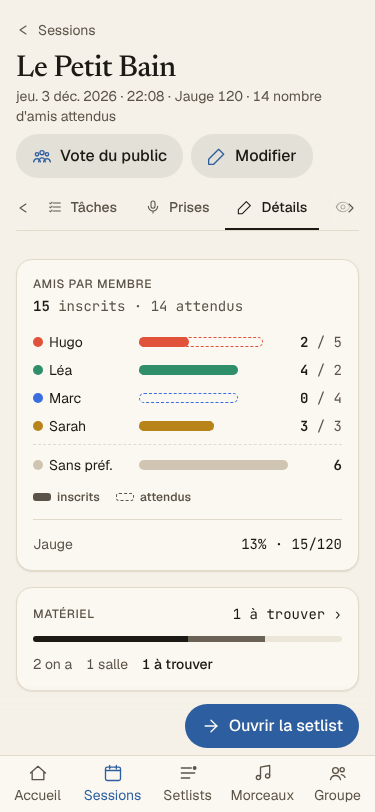 Sessions
Le Petit Bain
jeu. 3 déc. 2026 · 22:08 · Jauge 120 · 14 nombre
d'amis attendus
Vote du public
Modifier
Tâches
Prises
Détails
AMIS PAR MEMBRE
15 inscrits · 14 attendus
Hugo 2 / 5
Léa 4 / 2
Marc 0 / 4
Sarah 3 / 3
Sans préf. 6
inscrits attendus
Jauge 13% · 15/120
MATÉRIEL 1 à trouver ›
2 on a 1 salle 1 à trouver
Ouvrir la setlist
Accueil Sessions Setlists Morceaux Groupe